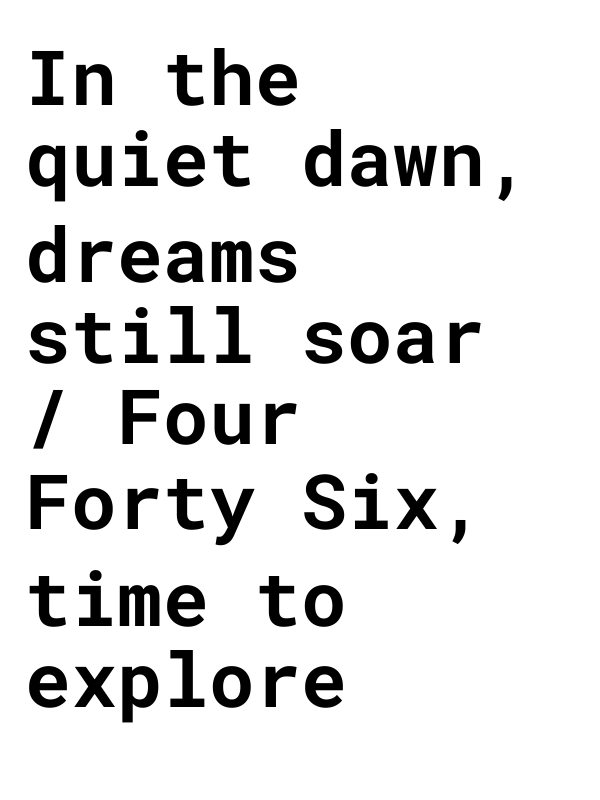 In the
quiet dawn,
dreams
still soar
/ Four
Forty Six,
time to
explore